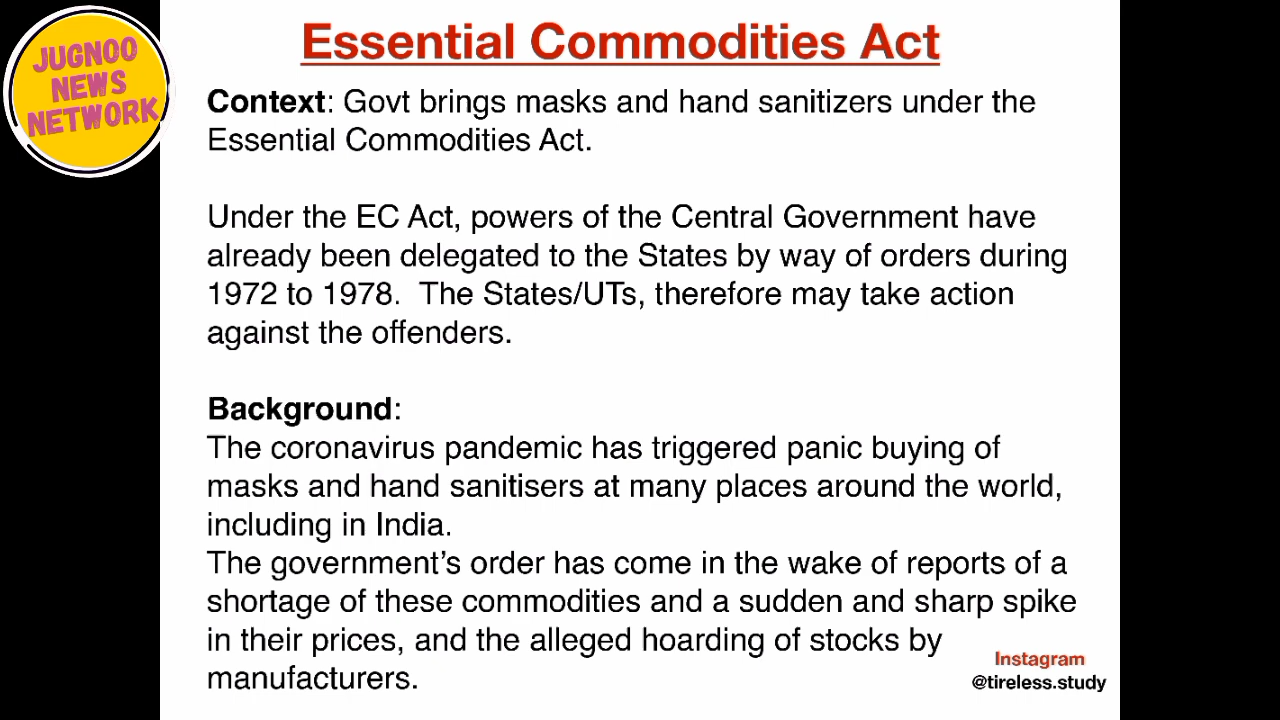 JUGNOO
NEWS
NETWORK
Essential Commodities Act
Context: Govt brings masks and hand sanitizers under the
Essential Commodities Act.
Under the EC Act, powers of the Central Government have
already been delegated to the States by way of orders during
1972 to 1978.  The States/UTs, therefore may take action
against the offenders.
Background:
The coronavirus pandemic has triggered panic buying of
masks and hand sanitisers at many places around the world,
including in India.
The government’s order has come in the wake of reports of a
shortage of these commodities and a sudden and sharp spike
in their prices, and the alleged hoarding of stocks by
manufacturers.
Instagram
@tireless.study